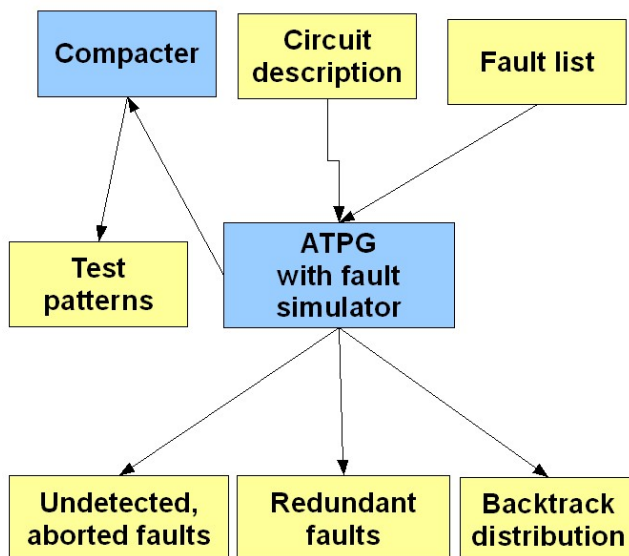 Compacter
Circuit
description
Fault list
ATPG
with fault
simulator
Test
patterns
Undetected,
aborted faults
Redundant
faults
Backtrack
distribution